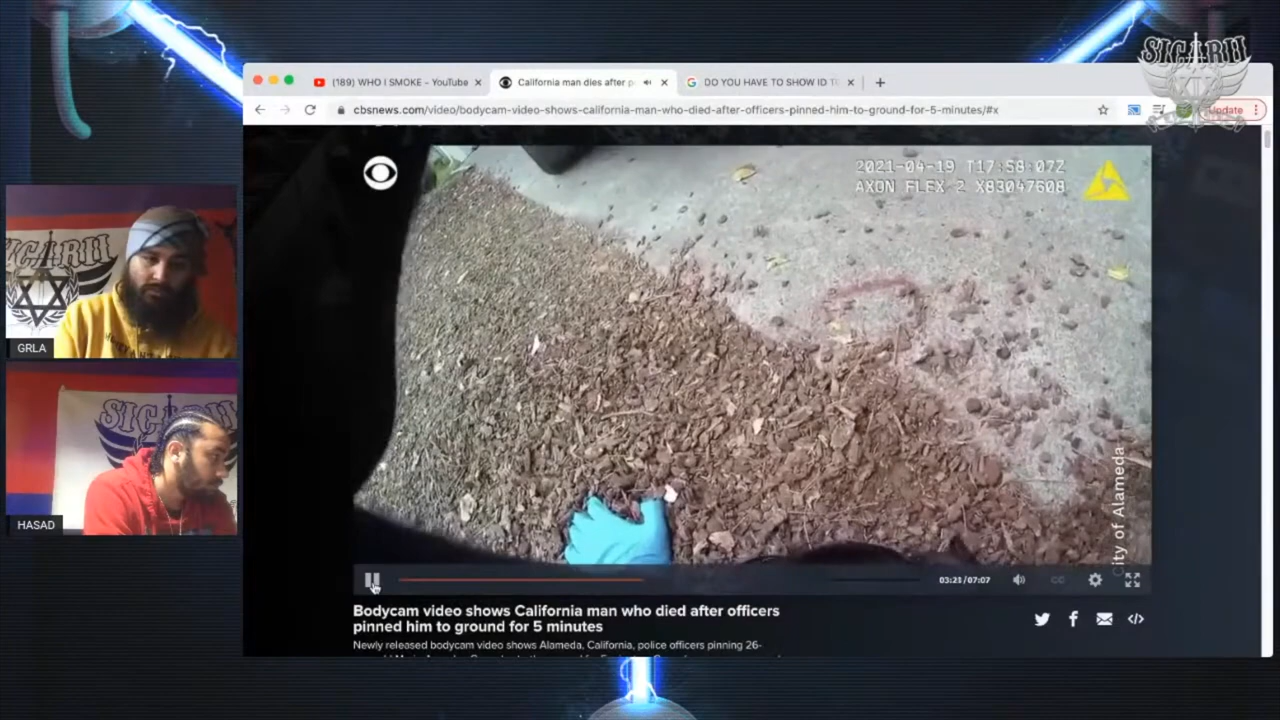 SICARII
(189) WHO I SMOKE - YouTube
California man dies after p
DO YOU HAVE TO SHOW ID T
cbsnews.com/video/bodycam-video-shows-california-man-who-died-after-officers-pinned-him-to-ground-for-5-minutes/#x
Update
2021-04-19 T17:58:07Z
AXON FLEX 2 X83047608
SICARII
GRLA
SICARII
HASAD
City of Alameda
03:23/07:07
CC
Bodycam video shows California man who died after officers
pinned him to ground for 5 minutes
Newly released bodycam video shows Alameda, California, police officers pinning 26-